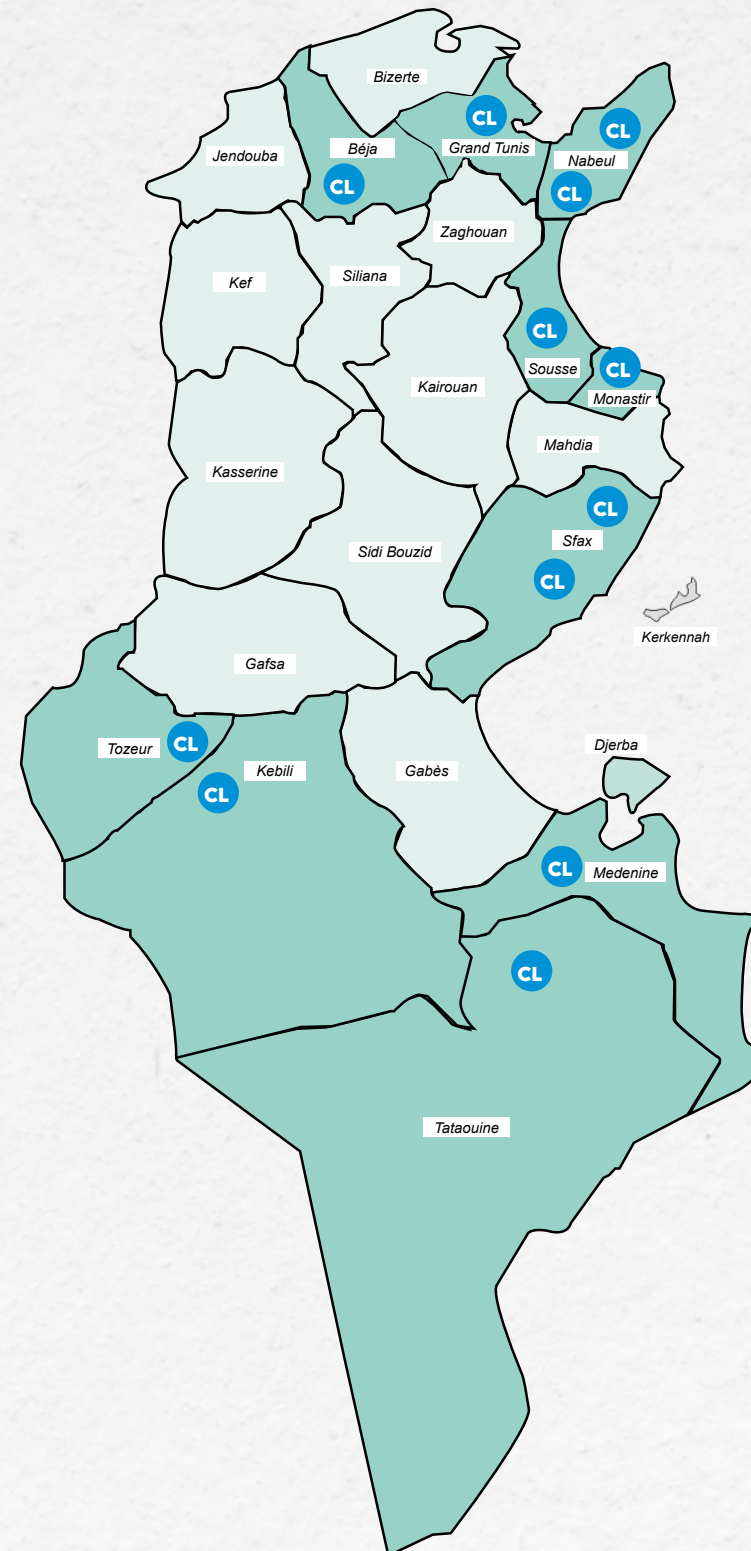 Bizerte
CL
CL
Béja
Grand Tunis
Jendouba
Nabeul
CL
CL
Zaghouan
Kef
Siliana
CL
Sousse
CL
Kairouan
Monastir
Mahdia
Kasserine
CL
Sfax
Sidi Bouzid
CL
Kerkennah
Gafsa
Tozeur
CL
Djerba
Kebili
Gabès
CL
CL
Medenine
CL
Tataouine